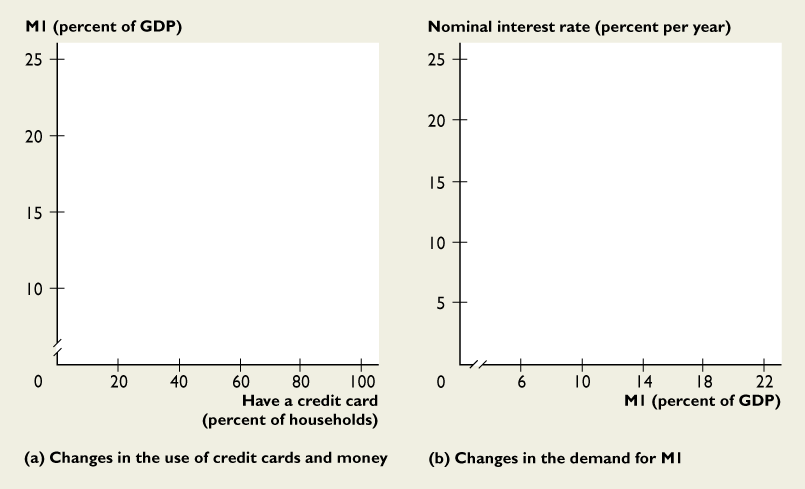 M1 (percent of GDP)
25
20
15
10
0
20 40 60 80 100
Have a credit card
(percent of households)
(a) Changes in the use of credit cards and money
Nominal interest rate (percent per year)
25
20
15
10
5
0
6 10 14 18 22
M1 (percent of GDP)
(b) Changes in the demand for M1